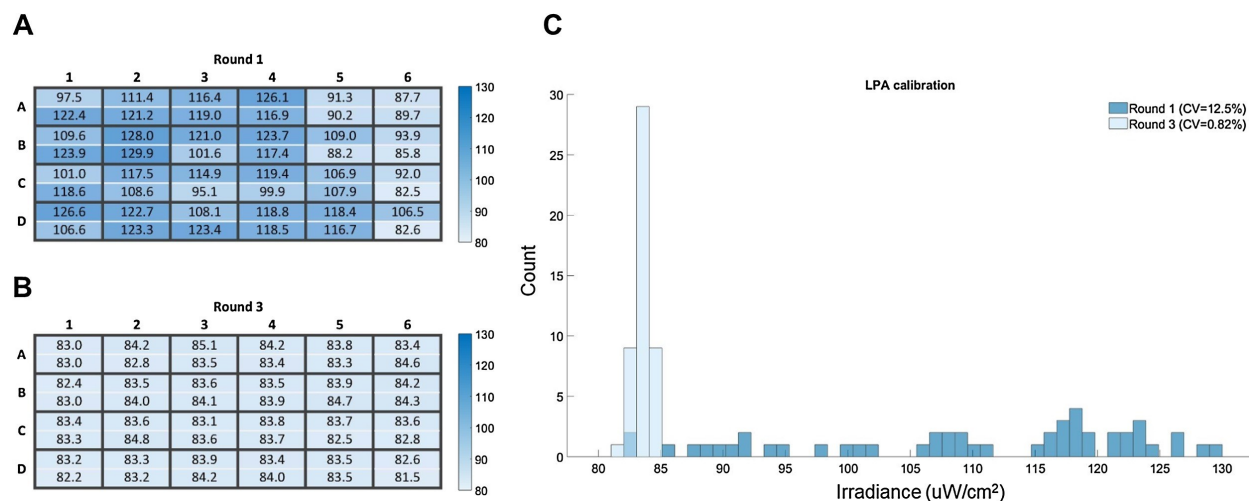 A
Round 1
1 2 3 4 5 6
A
97.5 111.4 116.4 126.1 91.3 87.7
122.4 121.2 119.0 116.9 90.2 89.7
B
109.6 128.0 121.0 123.7 109.0 93.9
123.9 129.9 101.6 117.4 88.2 85.8
C
101.0 117.5 114.9 119.4 106.9 92.0
118.6 108.6 95.1 99.9 107.9 82.5
D
126.6 122.7 108.1 118.8 118.4 106.5
106.6 123.3 123.4 118.5 116.7 82.6
130
120
110
100
90
80
B
Round 3
1 2 3 4 5 6
A
83.0 84.2 85.1 84.2 83.8 83.4
83.0 82.8 83.5 83.4 83.3 84.6
B
82.4 83.5 83.6 83.5 83.9 84.2
83.0 84.0 84.1 83.9 84.7 84.3
C
83.4 83.6 83.1 83.8 83.7 83.6
83.3 84.8 83.6 83.7 82.5 82.8
D
83.2 83.3 83.9 83.4 83.5 82.6
82.2 83.2 84.2 84.0 83.5 81.5
130
120
110
100
90
80
C
LPA calibration
Round 1 (CV=12.5%)
Round 3 (CV=0.82%)
Count
30
25
20
15
10
5
0
80 85 90 95 100 105 110 115 120 125 130
Irradiance (uW/cm²)